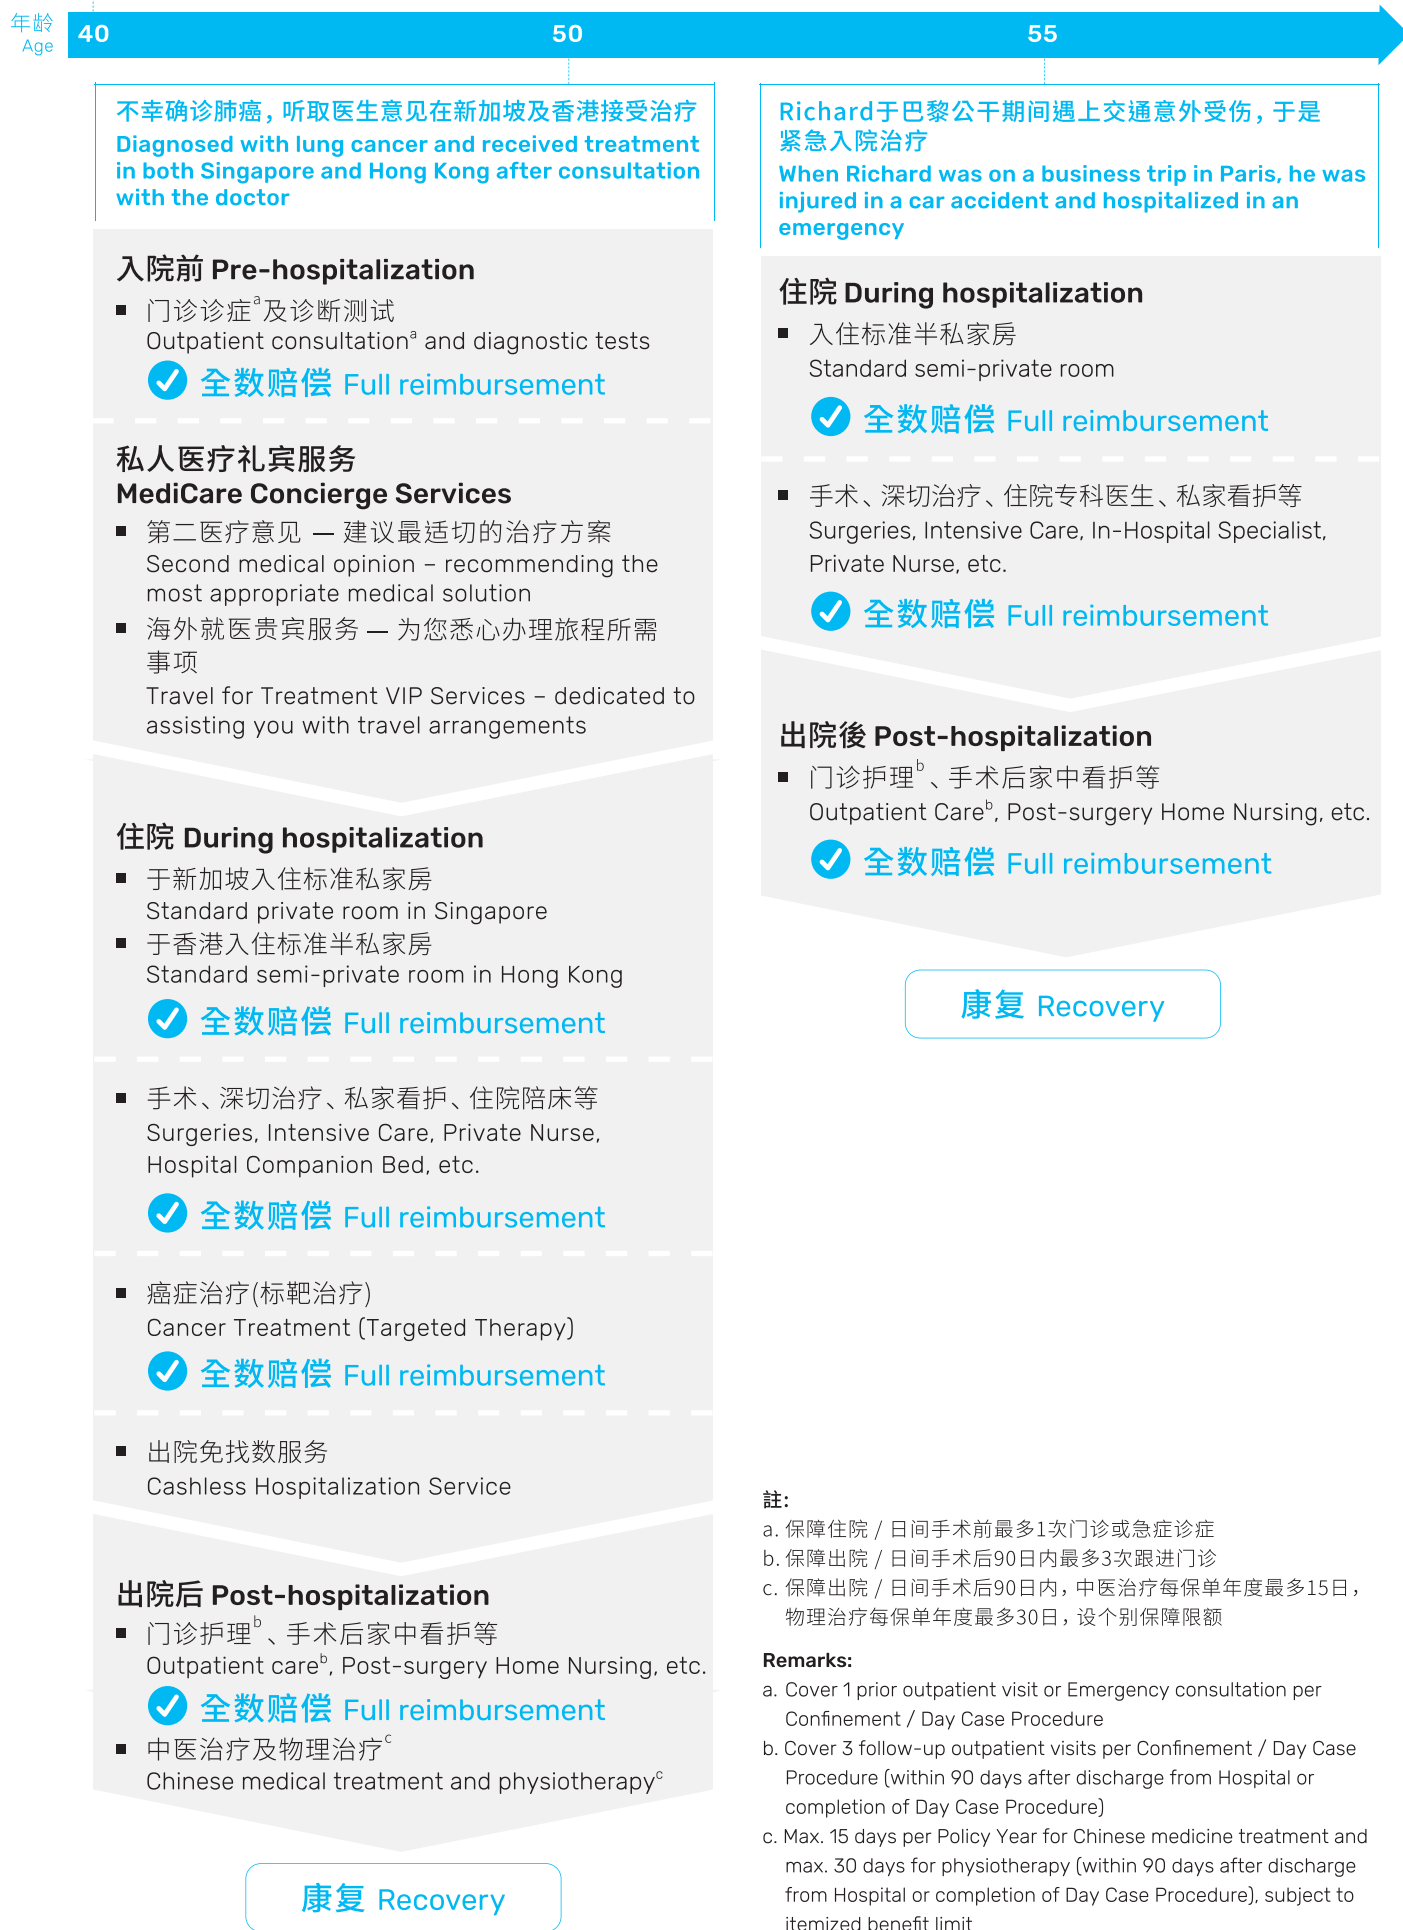 年龄
Age
40
50
55
不幸确诊肺癌，听取医生意见在新加坡及香港接受治疗
Diagnosed with lung cancer and received treatment
in both Singapore and Hong Kong after consultation
with the doctor
入院前 Pre-hospitalization
■ 门诊诊症a及诊断测试
Outpatient consultationa and diagnostic tests
全数赔偿 Full reimbursement
私人医疗礼宾服务
MediCare Concierge Services
■ 第二医疗意见 — 建议最适切的治疗方案
Second medical opinion – recommending the
most appropriate medical solution
■ 海外就医贵宾服务 — 为您悉心办理旅程所需
事项
Travel for Treatment VIP Services – dedicated to
assisting you with travel arrangements
住院 During hospitalization
■ 于新加坡入住标准私家房
Standard private room in Singapore
■ 于香港入住标准半私家房
Standard semi-private room in Hong Kong
全数赔偿 Full reimbursement
■ 手术、深切治疗、私家看护、住院陪床等
Surgeries, Intensive Care, Private Nurse,
Hospital Companion Bed, etc.
全数赔偿 Full reimbursement
■ 癌症治疗(标靶治疗)
Cancer Treatment (Targeted Therapy)
全数赔偿 Full reimbursement
■ 出院免找数服务
Cashless Hospitalization Service
出院后 Post-hospitalization
■ 门诊护理b、手术后家中看护等
Outpatient careb, Post-surgery Home Nursing, etc.
全数赔偿 Full reimbursement
■ 中医治疗及物理治疗c
Chinese medical treatment and physiotherapyc
康复 Recovery
Richard于巴黎公干期间遇上交通意外受伤，于是
紧急入院治疗
When Richard was on a business trip in Paris, he was
injured in a car accident and hospitalized in an
emergency
住院 During hospitalization
■ 入住标准半私家房
Standard semi-private room
全数赔偿 Full reimbursement
■ 手术、深切治疗、住院专科医生、私家看护等
Surgeries, Intensive Care, In-Hospital Specialist,
Private Nurse, etc.
全数赔偿 Full reimbursement
出院後 Post-hospitalization
■ 门诊护理b、手术后家中看护等
Outpatient Careb, Post-surgery Home Nursing, etc.
全数赔偿 Full reimbursement
康复 Recovery
註:
a. 保障住院 / 日间手术前最多1次门诊或急症诊症
b. 保障出院 / 日间手术后90日内最多3次跟进门诊
c. 保障出院 / 日间手术后90日内，中医治疗每保单年度最多15日，
物理治疗每保单年度最多30日，设个别保障限额
Remarks:
a. Cover 1 prior outpatient visit or Emergency consultation per
Confinement / Day Case Procedure
b. Cover 3 follow-up outpatient visits per Confinement / Day Case
Procedure (within 90 days after discharge from Hospital or
completion of Day Case Procedure)
c. Max. 15 days per Policy Year for Chinese medicine treatment and
max. 30 days for physiotherapy (within 90 days after discharge
from Hospital or completion of Day Case Procedure), subject to
itemized benefit limit